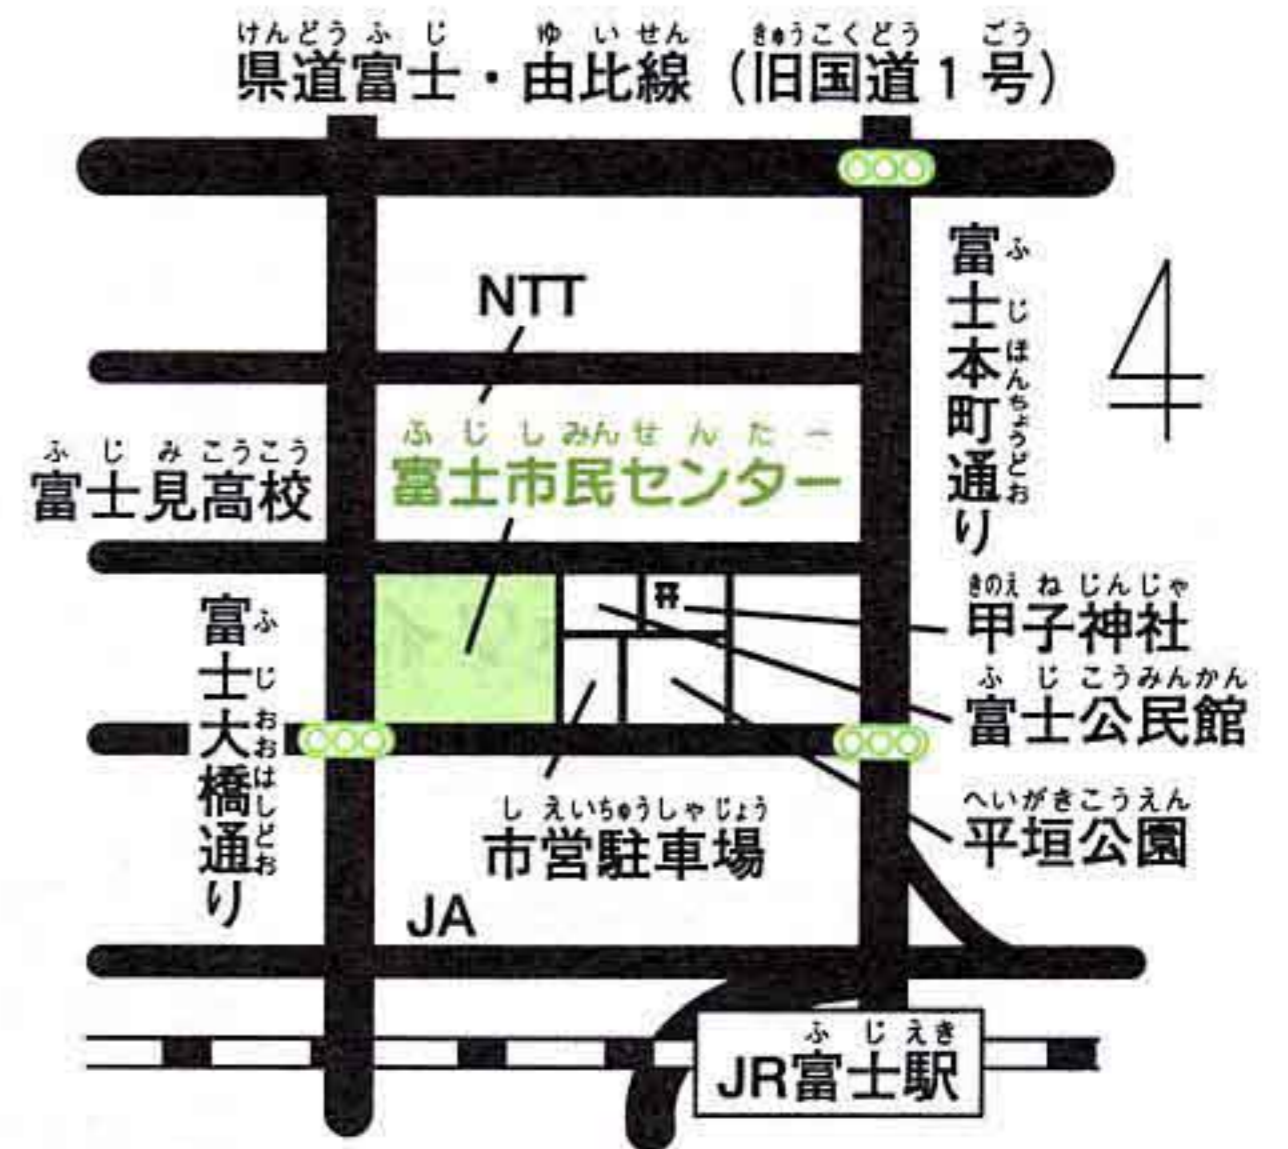 けんどう ふ じ ゆ い せん きゅうこくどう ごう
県道富士・由比線（旧国道1号）
NTT
ふ じ ほんちょうどお
富士本町通り
ふ じ し みん せ ん た ー
富士市民センター
ふ じ み こうこう
富士見高校
きのえ ね じんじゃ
甲子神社
ふ じ こうみんかん
富士公民館
ふ じ おおはしどお
富士大橋通り
へいがきこうえん
平垣公園
し えいちゅうしゃじょう
市営駐車場
JA
ふ じ えき
JR富士駅